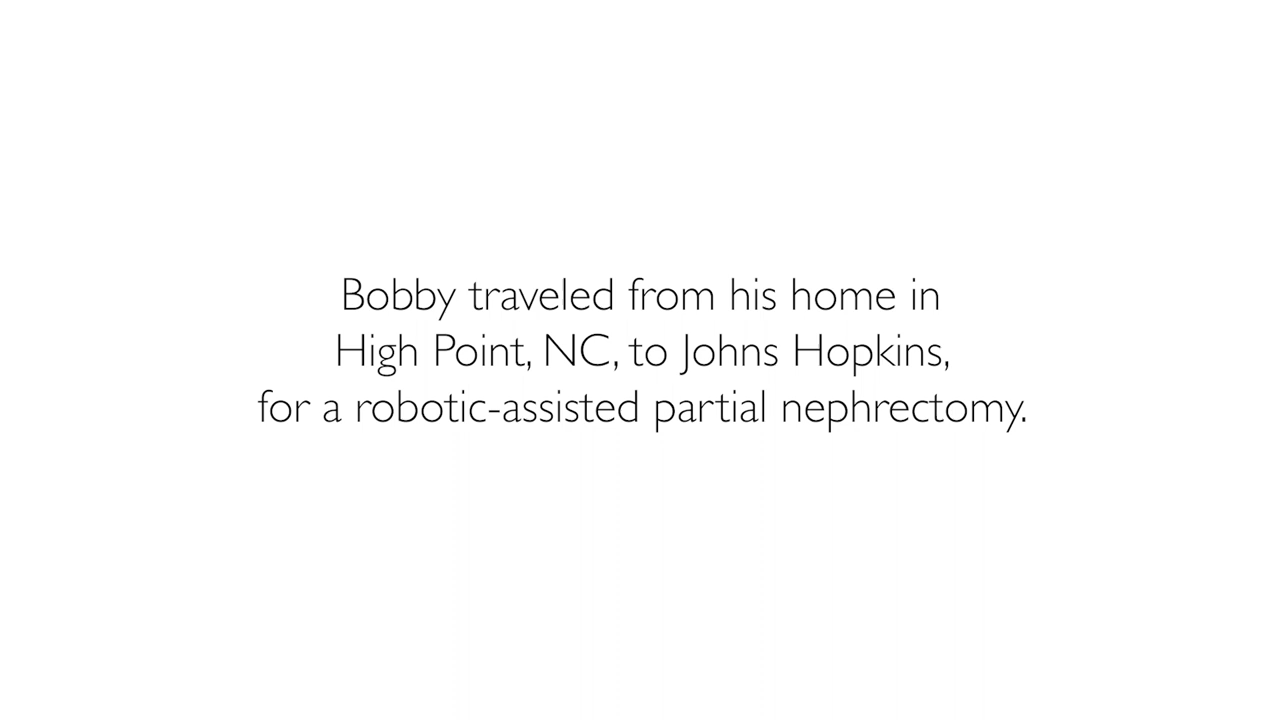 Bobby traveled from his home in
High Point, NC, to Johns Hopkins,
for a robotic-assisted partial nephrectomy.